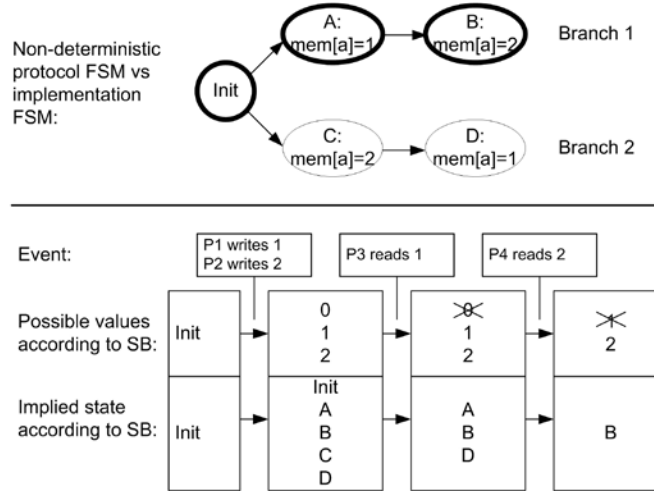 Non-deterministic
protocol FSM vs
implementation
FSM:
Init
A:
mem[a]=1
B:
mem[a]=2
Branch 1
C:
mem[a]=2
D:
mem[a]=1
Branch 2
Event:
P1 writes 1
P2 writes 2
P3 reads 1
P4 reads 2
Possible values
according to SB:
Init
0
1
2
0
1
2
1
2
Implied state
according to SB:
Init
Init
A
B
C
D
A
B
D
B